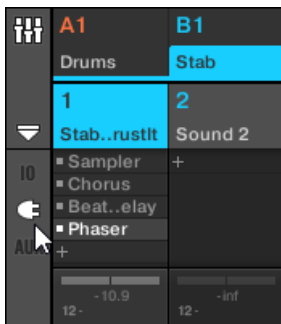 A1 B1
Drums Stab
1 2
Stab..rustIt Sound 2
IO Sampler +
Chorus
Beat..elay
Phaser
AUX +
-10.9 -inf
12- 12-